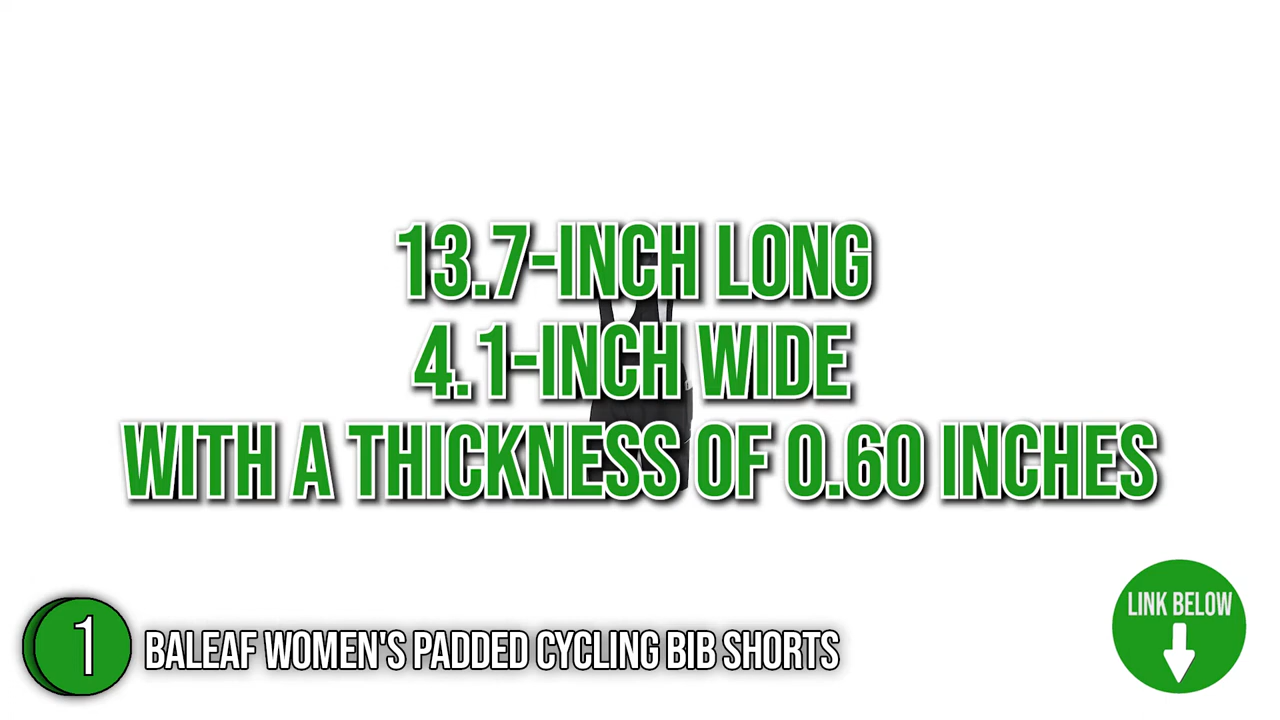 13.7-INCH LONG
4.1-INCH WIDE
WITH A THICKNESS OF 0.60 INCHES
1
BALEAF WOMEN'S PADDED CYCLING BIB SHORTS
LINK BELOW